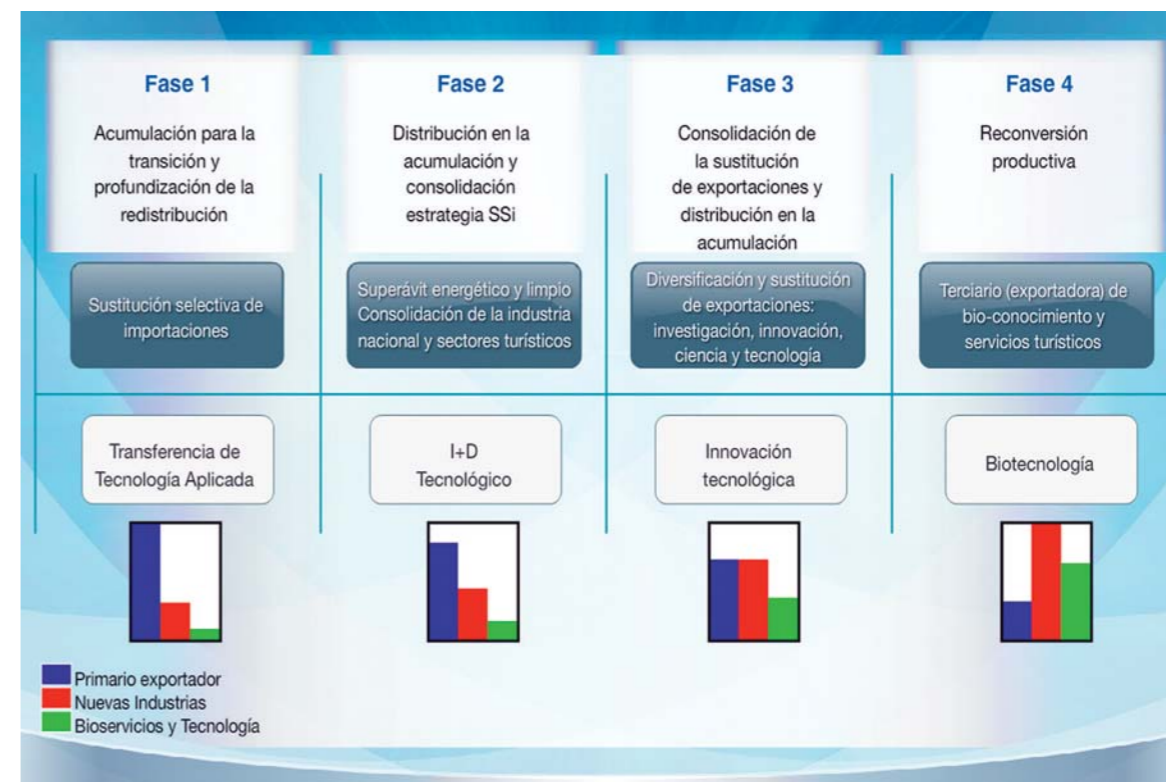 Fase 1
Acumulación para la
transición y
profundización de la
redistribución
Sustitución selectiva de
importaciones
Transferencia de
Tecnología Aplicada
Fase 2
Distribución en la
acumulación y
consolidación
estrategia SSi
Superávit energético y limpio
Consolidación de la industria
nacional y sectores turísticos
I+D
Tecnológico
Fase 3
Consolidación de
la sustitución
de exportaciones y
distribución en la
acumulación
Diversificación y sustitución
de exportaciones:
investigación, innovación,
ciencia y tecnología
Innovación
tecnológica
Fase 4
Reconversión
productiva
Terciario (exportadora) de
bio-conocimiento y
servicios turísticos
Biotecnología
Primario exportador
Nuevas Industrias
Bioservicios y Tecnología